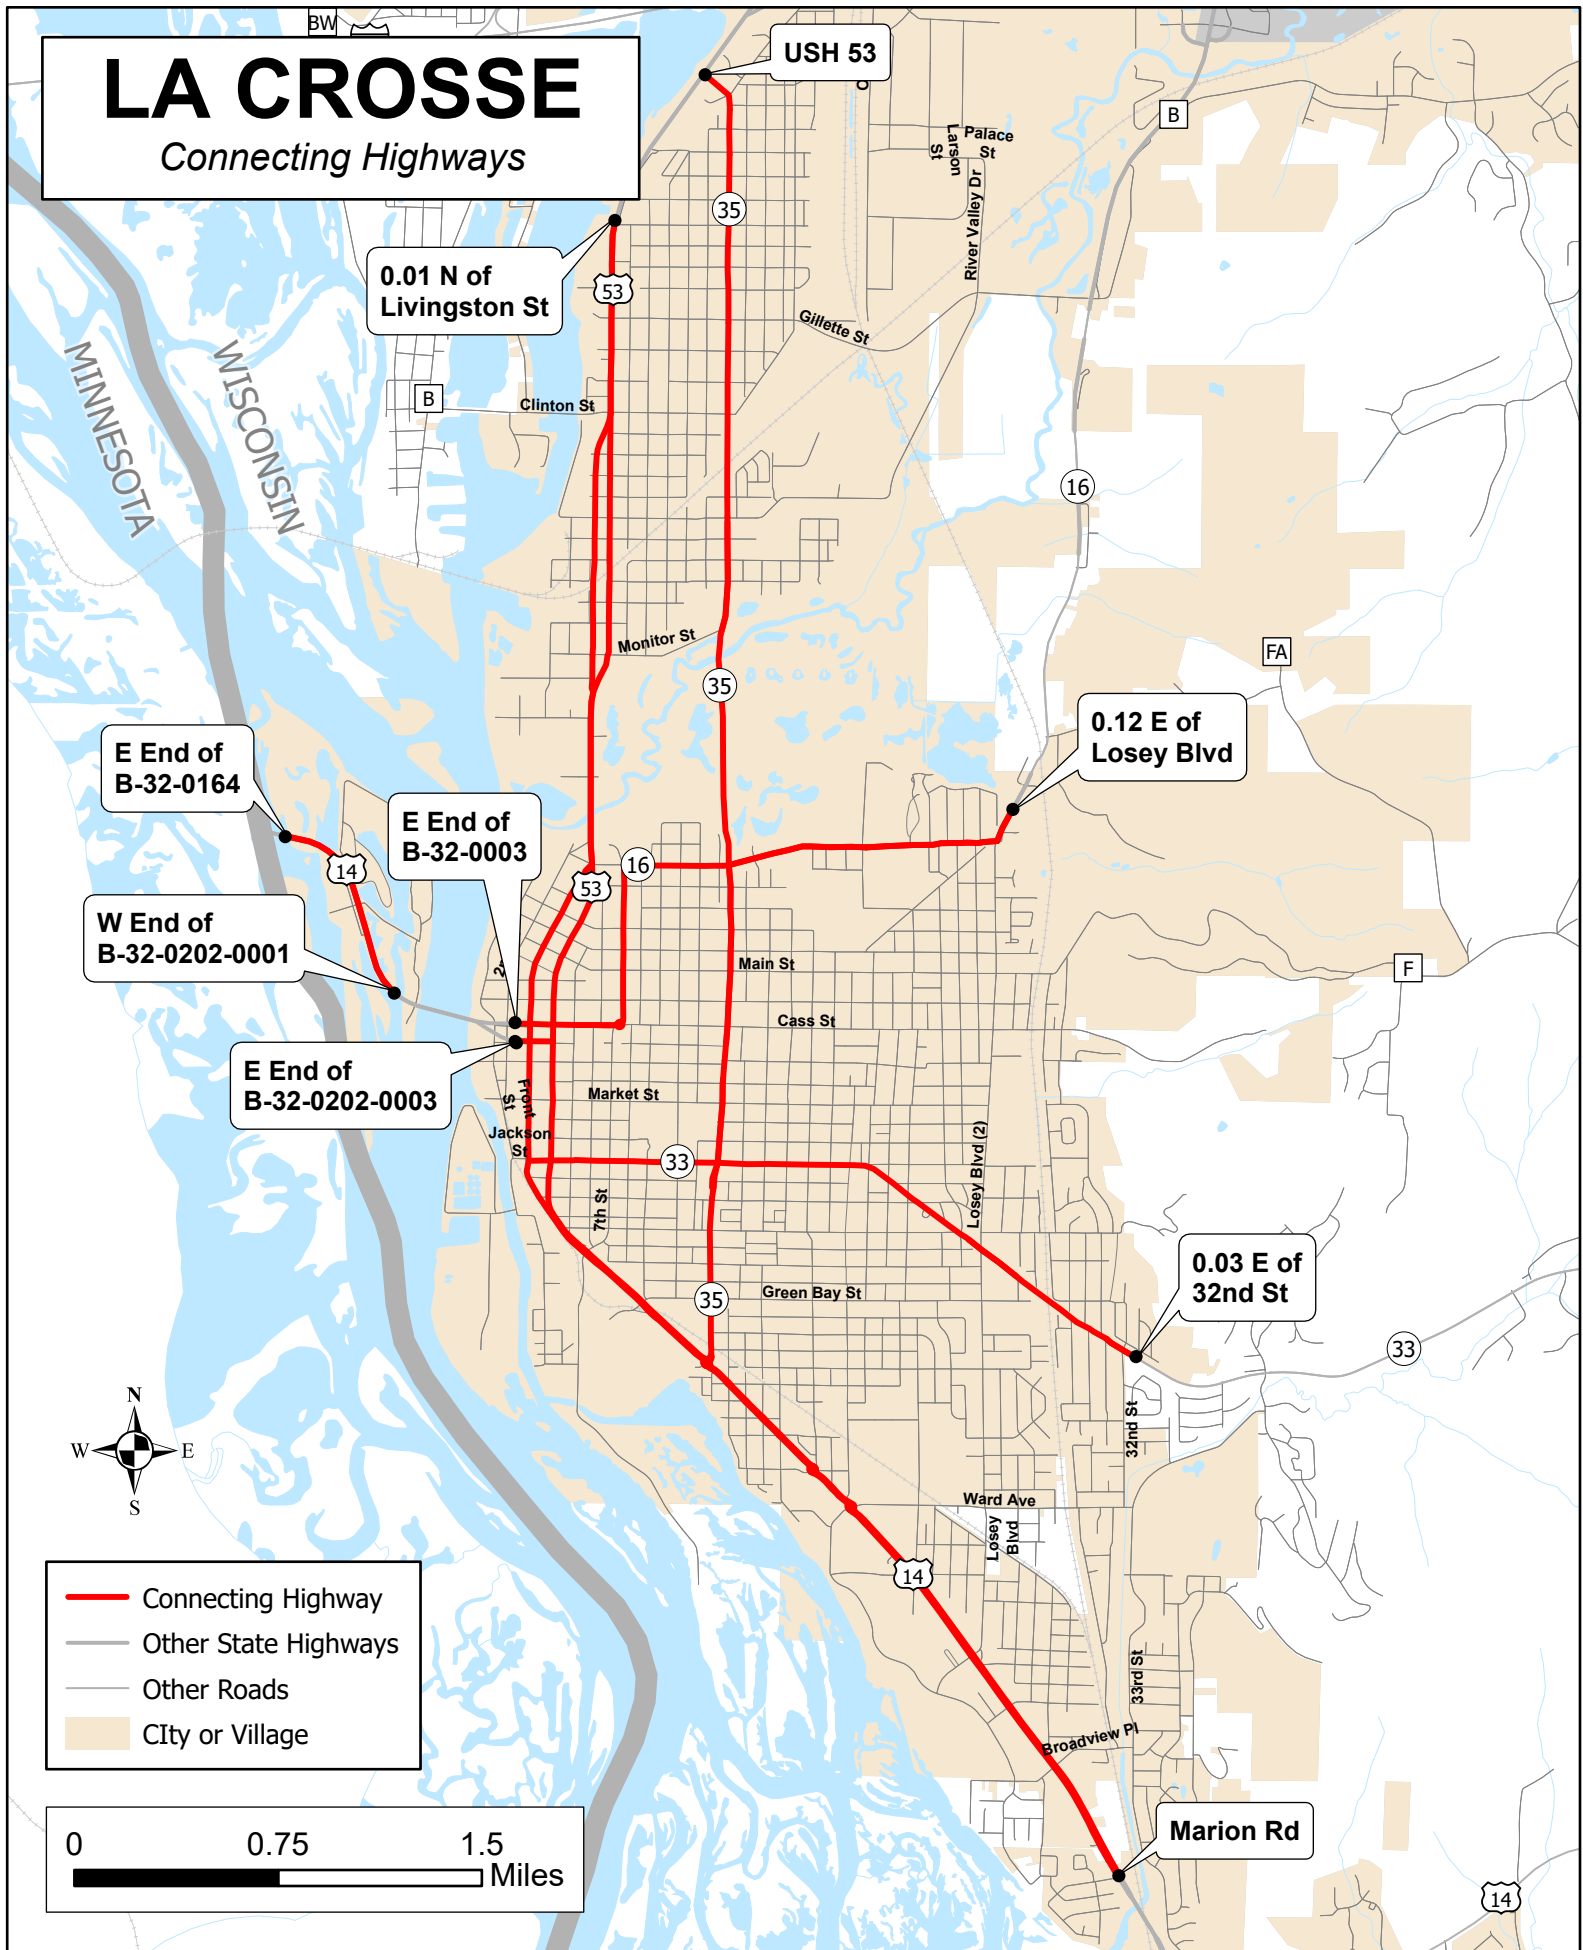 BW
LA CROSSE
Connecting Highways
USH 53
B
Palace
St
Larson
St
River Valley Dr
35
0.01 N of
Livingston St
53
Gillette St
MINNESOTA
WISCONSIN
B
Clinton St
16
Monitor St
FA
35
0.12 E of
Losey Blvd
E End of
B-32-0164
E End of
B-32-0003
14
16
53
W End of
B-32-0202-0001
Main St
F
Cass St
E End of
B-32-0202-0003
Front
St
Market St
Jackson
St
33
Losey Blvd (2)
7th St
0.03 E of
32nd St
Green Bay St
35
33
N
W
E
S
32nd St
Ward Ave
Losey
Blvd
14
Connecting Highway
Other State Highways
Other Roads
CIty or Village
33rd St
Broadview Pl
0
0.75
1.5
Miles
Marion Rd
14